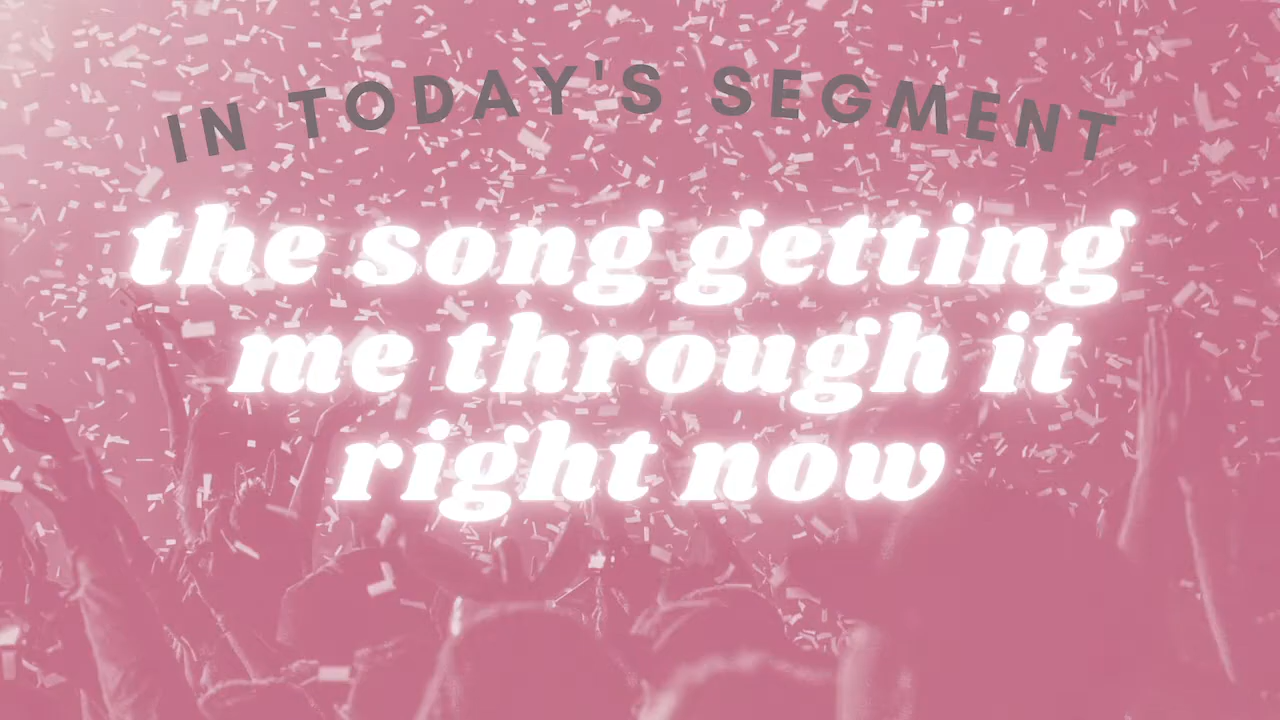 IN TODAY'S SEGMENT
the song getting
me through it
right now